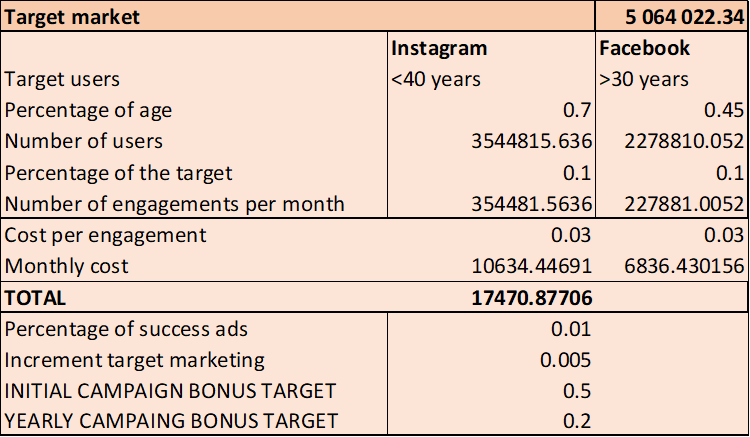 Target market 5 064 022.34
Instagram Facebook
Target users <40 years >30 years
Percentage of age 0.7 0.45
Number of users 3544815.636 2278810.052
Percentage of the target 0.1 0.1
Number of engagements per month 354481.5636 227881.0052
Cost per engagement 0.03 0.03
Monthly cost 10634.44691 6836.430156
TOTAL 17470.87706
Percentage of success ads 0.01
Increment target marketing 0.005
INITIAL CAMPAIGN BONUS TARGET 0.5
YEARLY CAMPAING BONUS TARGET 0.2